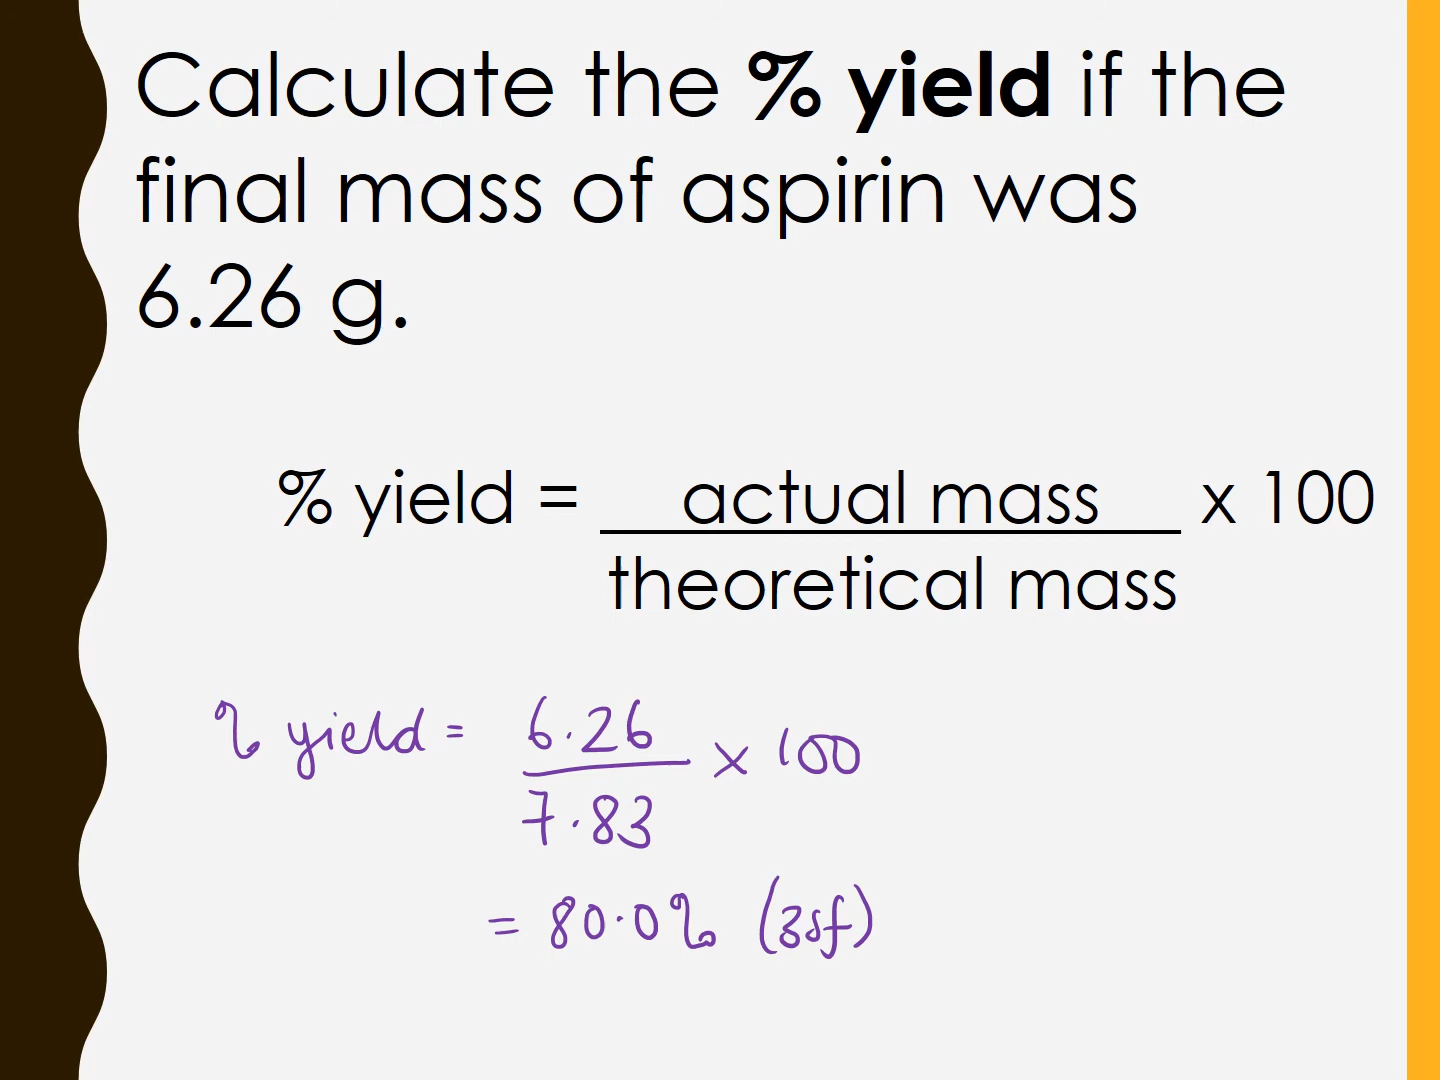 Calculate the % yield if the
final mass of aspirin was
6.26 g.
% yield = actual mass x 100
theoretical mass
% yield = 6.26 x 100
7.83
= 80.0% (3sf)